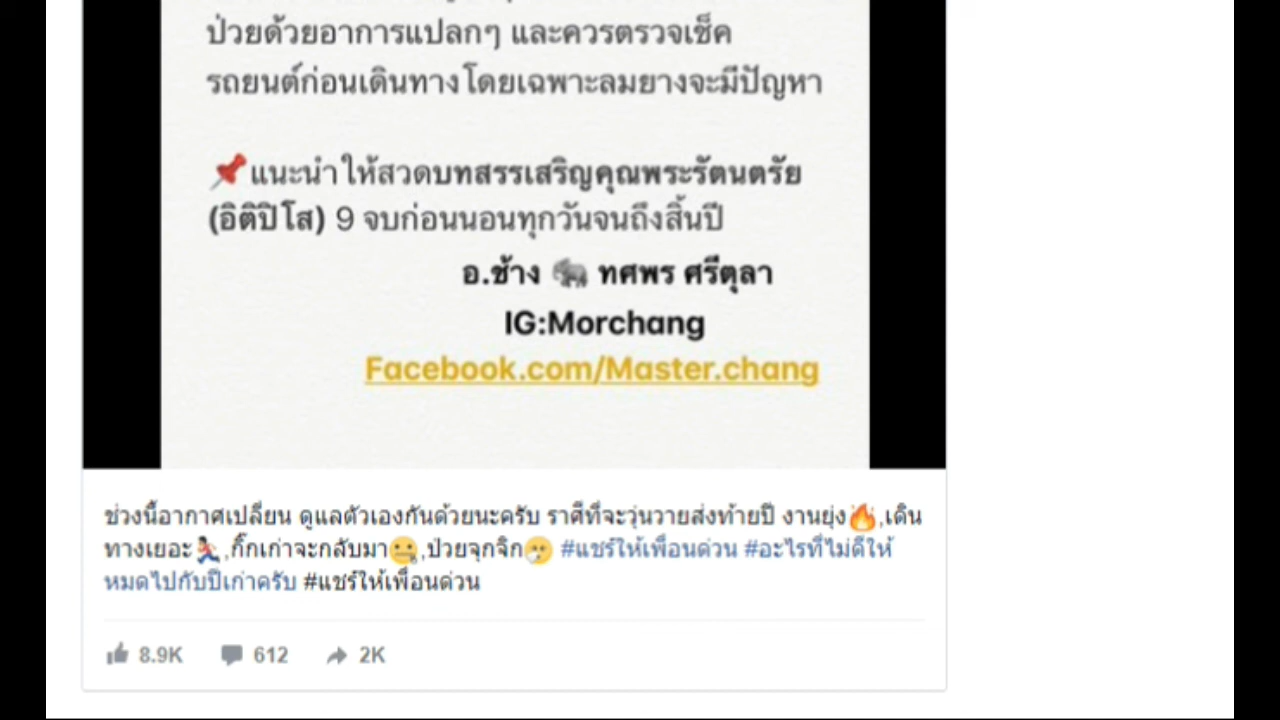 ป่วยด้วยอาการแปลกๆ และควรตรวจเช็ค
รถยนต์ก่อนเดินทางโดยเฉพาะลมยางจะมีปัญหา
📌แนะนำให้สวดบทสรรเสริญคุณพระรัตนตรัย
(อิติปิโส) 9 จบก่อนนอนทุกวันจนถึงสิ้นปี
อ.ช้าง 🐘 ทศพร ศรีตุลา
IG:Morchang
Facebook.com/Master.chang
ช่วงนี้อากาศเปลี่ยน ดูแลตัวเองกันด้วยนะครับ ราศีที่จะวุ่นวายส่งท้ายปี งานยุ่ง🔥,เดิน
ทางเยอะ🏃,กิ๊กเก่าจะกลับมา🤐,ป่วยจุกจิก😷 #แชร์ให้เพื่อนด่วน #อะไรที่ไม่ดีให้
หมดไปกับปีเก่าครับ #แชร์ให้เพื่อนด่วน
8.9K 612 2K